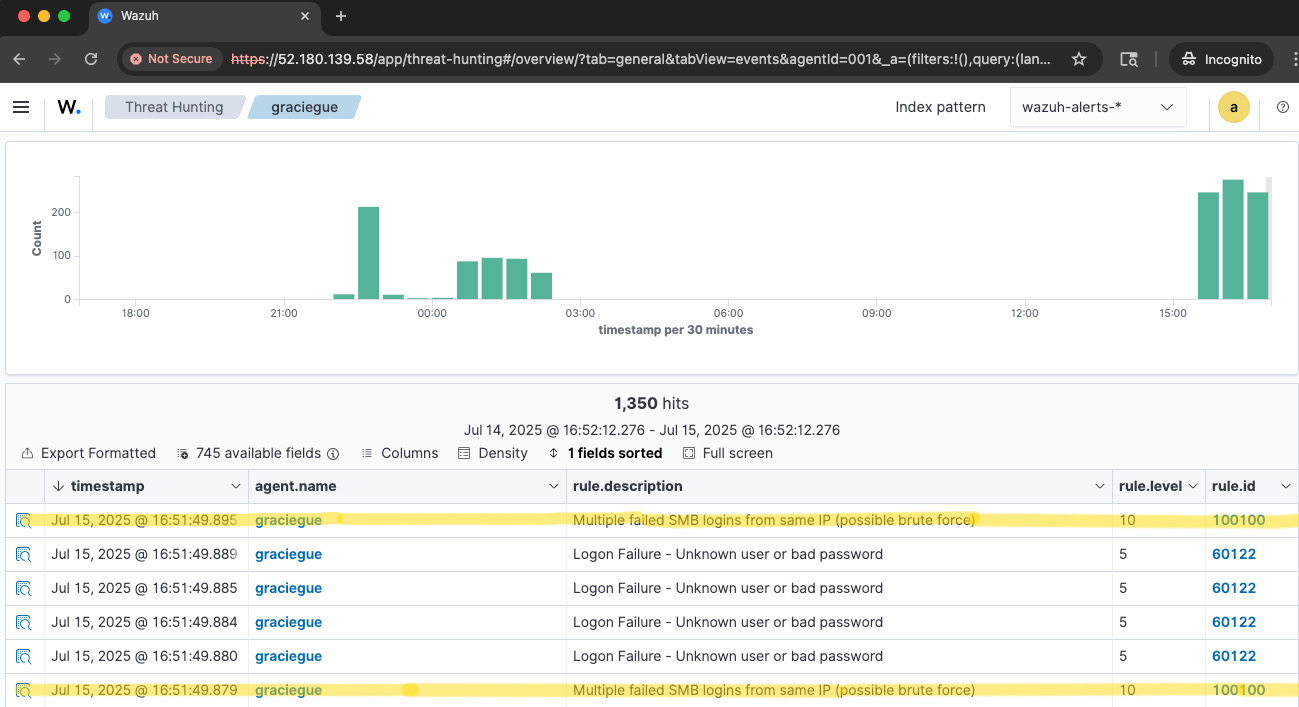 Wazuh
Not Secure https://52.180.139.58/app/threat-hunting#/overview/?tab=general&tabView=events&agentId=001&_a=(filters:!(),query:(lan... Incognito
W. Threat Hunting graciegue Index pattern wazuh-alerts-* a
Count
200
100
0
18:00 21:00 00:00 03:00 06:00 09:00 12:00 15:00
timestamp per 30 minutes
1,350 hits
Jul 14, 2025 @ 16:52:12.276 - Jul 15, 2025 @ 16:52:12.276
Export Formatted 745 available fields Columns Density 1 fields sorted Full screen
timestamp agent.name rule.description rule.level rule.id
Jul 15, 2025 @ 16:51:49.895 graciegue Multiple failed SMB logins from same IP (possible brute force) 10 100100
Jul 15, 2025 @ 16:51:49.889 graciegue Logon Failure - Unknown user or bad password 5 60122
Jul 15, 2025 @ 16:51:49.885 graciegue Logon Failure - Unknown user or bad password 5 60122
Jul 15, 2025 @ 16:51:49.884 graciegue Logon Failure - Unknown user or bad password 5 60122
Jul 15, 2025 @ 16:51:49.880 graciegue Logon Failure - Unknown user or bad password 5 60122
Jul 15, 2025 @ 16:51:49.879 graciegue Multiple failed SMB logins from same IP (possible brute force) 10 100100